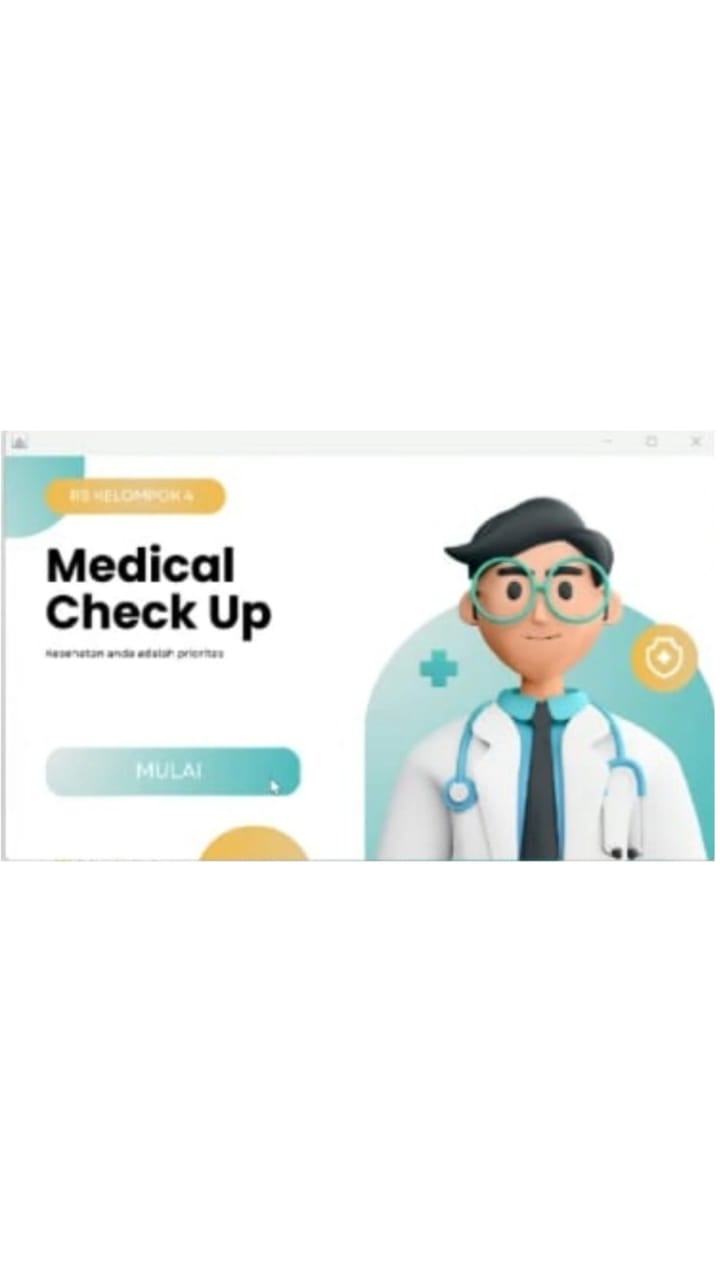 RS KELOMPOK 4
Medical
Check Up
Kesehatan anda adalah prioritas
MULAI